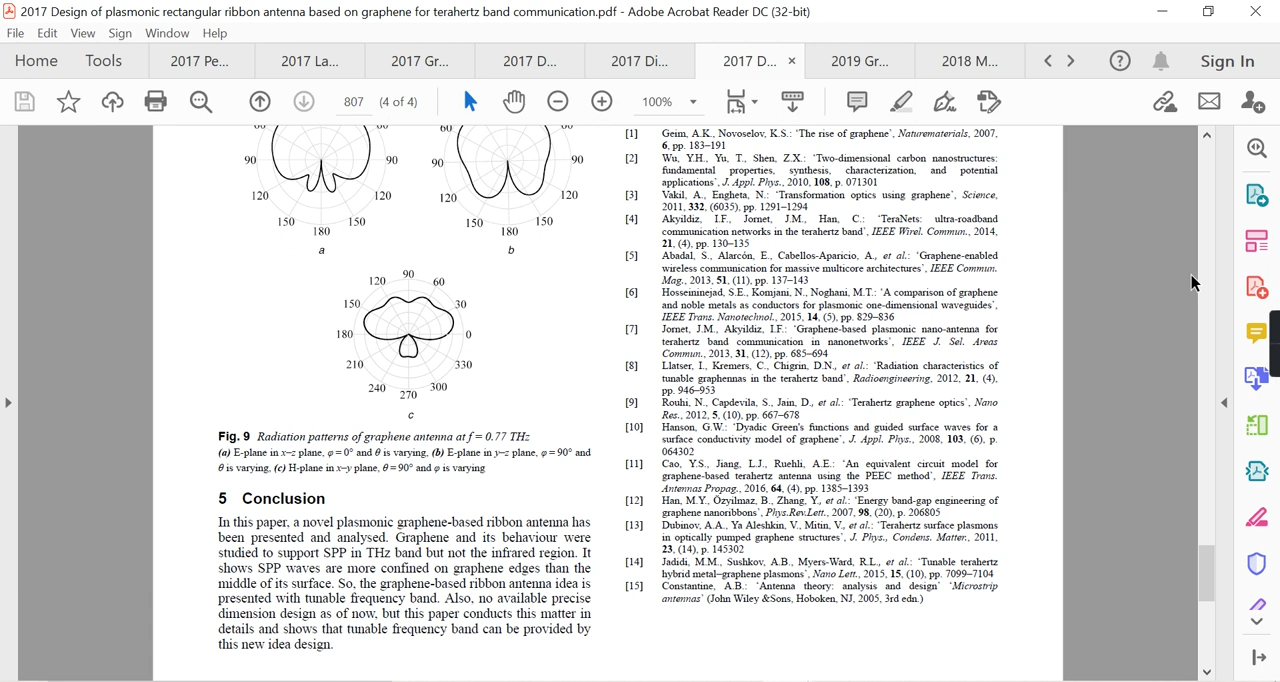 2017 Design of plasmonic rectangular ribbon antenna based on graphene for terahertz band communication.pdf - Adobe Acrobat Reader DC (32-bit)
File Edit View Sign Window Help
Home Tools 2017 Pe... 2017 La... 2017 Gr... 2017 D... 2017 Di... 2017 D... × 2019 Gr... 2018 M... Sign In
807 (4 of 4) 100%
90 90 90 90
120 120 120 120
150 150 150 150
180 180
a b
90
120 60
150 30
180 0
210 330
240 300
270
c
Fig. 9 Radiation patterns of graphene antenna at f = 0.77 THz
(a) E-plane in x–z plane, φ = 0° and θ is varying, (b) E-plane in y–z plane, φ = 90° and
θ is varying, (c) H-plane in x–y plane, θ = 90° and φ is varying
5 Conclusion
In this paper, a novel plasmonic graphene-based ribbon antenna has
been presented and analysed. Graphene and its behaviour were
studied to support SPP in THz band but not the infrared region. It
shows SPP waves are more confined on graphene edges than the
middle of its surface. So, the graphene-based ribbon antenna idea is
presented with tunable frequency band. Also, no available precise
dimension design as of now, but this paper conducts this matter in
details and shows that tunable frequency band can be provided by
this new idea design.
[1] Geim, A.K., Novoselov, K.S.: 'The rise of graphene', Naturematerials, 2007,
6, pp. 183–191
[2] Wu, Y.H., Yu, T., Shen, Z.X.: 'Two-dimensional carbon nanostructures:
fundamental properties, synthesis, characterization, and potential
applications', J. Appl. Phys., 2010, 108, p. 071301
[3] Vakil, A., Engheta, N.: 'Transformation optics using graphene', Science,
2011, 332, (6035), pp. 1291–1294
[4] Akyildiz, I.F., Jornet, J.M., Han, C.: 'TeraNets: ultra-roadband
communication networks in the terahertz band', IEEE Wirel. Commun., 2014,
21, (4), pp. 130–135
[5] Abadal, S., Alarcón, E., Cabellos-Aparicio, A., et al.: 'Graphene-enabled
wireless communication for massive multicore architectures', IEEE Commun.
Mag., 2013, 51, (11), pp. 137–143
[6] Hosseininejad, S.E., Komjani, N., Noghani, M.T.: 'A comparison of graphene
and noble metals as conductors for plasmonic one-dimensional waveguides',
IEEE Trans. Nanotechnol., 2015, 14, (5), pp. 829–836
[7] Jornet, J.M., Akyildiz, I.F.: 'Graphene-based plasmonic nano-antenna for
terahertz band communication in nanonetworks', IEEE J. Sel. Areas
Commun., 2013, 31, (12), pp. 685–694
[8] Llatser, I., Kremers, C., Chigrin, D.N., et al.: 'Radiation characteristics of
tunable graphennas in the terahertz band', Radioengineering, 2012, 21, (4),
pp. 946–953
[9] Rouhi, N., Capdevila, S., Jain, D., et al.: 'Terahertz graphene optics', Nano
Res., 2012, 5, (10), pp. 667–678
[10] Hanson, G.W.: 'Dyadic Green's functions and guided surface waves for a
surface conductivity model of graphene', J. Appl. Phys., 2008, 103, (6), p.
064302
[11] Cao, Y.S., Jiang, L.J., Ruehli, A.E.: 'An equivalent circuit model for
graphene-based terahertz antenna using the PEEC method', IEEE Trans.
Antennas Propag., 2016, 64, (4), pp. 1385–1393
[12] Han, M.Y., Özyilmaz, B., Zhang, Y., et al.: 'Energy band-gap engineering of
graphene nanoribbons', Phys.Rev.Lett., 2007, 98, (20), p. 206805
[13] Dubinov, A.A., Ya Aleshkin, V., Mitin, V., et al.: 'Terahertz surface plasmons
in optically pumped graphene structures', J. Phys., Condens. Matter., 2011,
23, (14), p. 145302
[14] Jadidi, M.M., Sushkov, A.B., Myers-Ward, R.L., et al.: 'Tunable terahertz
hybrid metal–graphene plasmons', Nano Lett., 2015, 15, (10), pp. 7099–7104
[15] Constantine, A.B.: 'Antenna theory: analysis and design' 'Microstrip
antennas' (John Wiley &Sons, Hoboken, NJ, 2005, 3rd edn.)